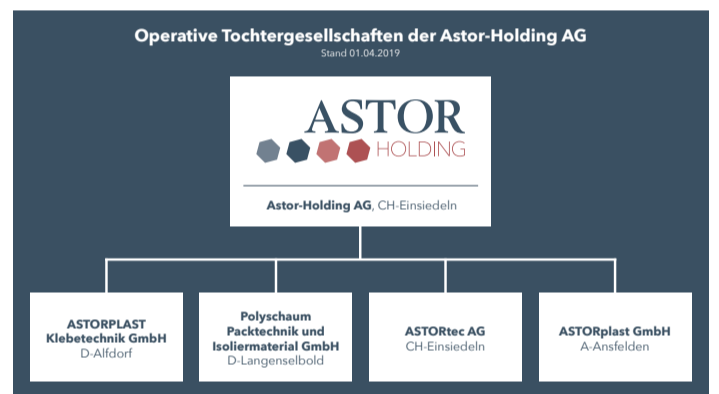 Operative Tochtergesellschaften der Astor-Holding AG
Stand 01.04.2019
ASTOR
HOLDING
Astor-Holding AG, CH-Einsiedeln
ASTORPLAST
Klebetechnik GmbH
D-Alfdorf
Polyschaum
Packtechnik und
Isoliermaterial GmbH
D-Langenselbold
ASTORtec AG
CH-Einsiedeln
ASTORplast GmbH
A-Ansfelden